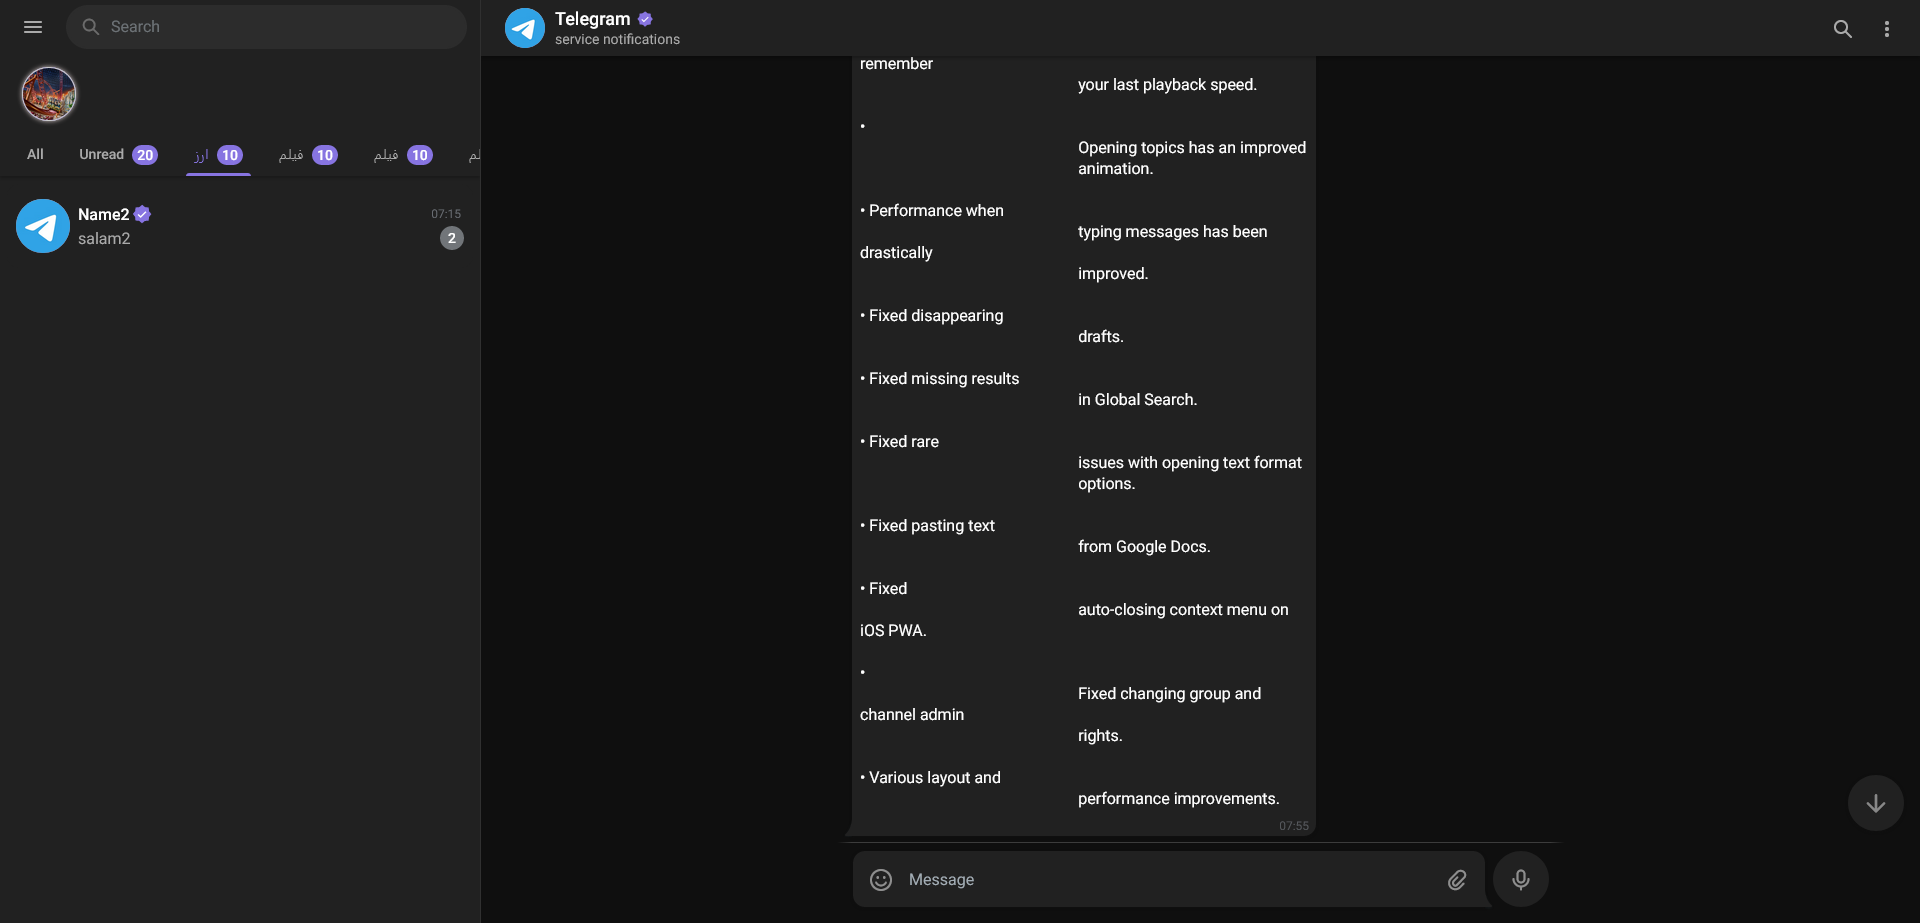 Search
All
Unread 20
ارز 10
فیلم 10
فیلم 10
Name2
07:15
salam2
2
Telegram
service notifications
remember
your last playback speed.
•
Opening topics has an improved
animation.
• Performance when
typing messages has been
drastically
improved.
• Fixed disappearing
drafts.
• Fixed missing results
in Global Search.
• Fixed rare
issues with opening text format
options.
• Fixed pasting text
from Google Docs.
• Fixed
auto-closing context menu on
iOS PWA.
•
Fixed changing group and
channel admin
rights.
• Various layout and
performance improvements.
07:55
Message